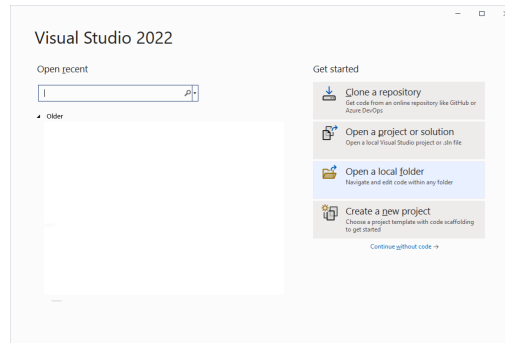 Visual Studio 2022
Open recent
Older
Get started
Clone a repository
Get code from an online repository like GitHub or
Azure DevOps
Open a project or solution
Open a local Visual Studio project or .sln file
Open a local folder
Navigate and edit code within any folder
Create a new project
Choose a project template with code scaffolding
to get started
Continue without code →